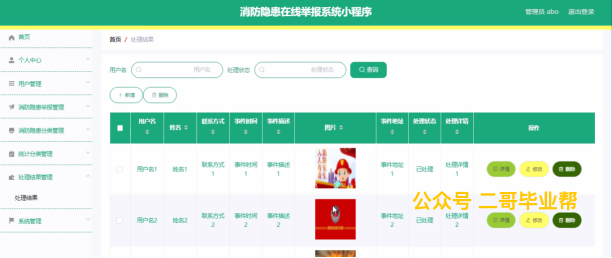 消防隐患在线举报系统小程序
管理员 abo 退出登录
首页
个人中心
用户管理
消防隐患举报管理
消防隐患分类管理
统计分类管理
处理结果管理
处理结果
系统管理
首页 / 处理结果
用户名 用户名 处理状态 处理状态 查询
+ 新增 删除
用户名 姓名 联系方式 事件时间 事件描述 图片 事件地址 处理状态 处理详情 操作
用户名1 姓名1 联系方式1 事件时间1 事件描述1 事件地址1 已处理 处理详情1 详情 修改 删除
用户名2 姓名2 联系方式2 事件时间2 事件描述2 事件地址2 已处理 处理详情2 详情 修改 删除
公众号 二哥毕业帮